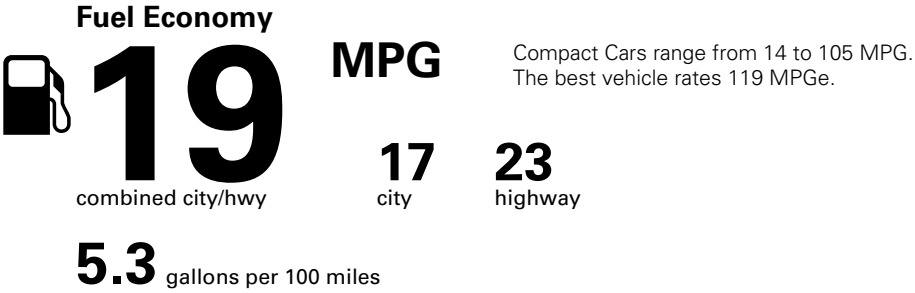 Fuel Economy
19 MPG
combined city/hwy
Compact Cars range from 14 to 105 MPG.
The best vehicle rates 119 MPGe.
17
city
23
highway
5.3 gallons per 100 miles